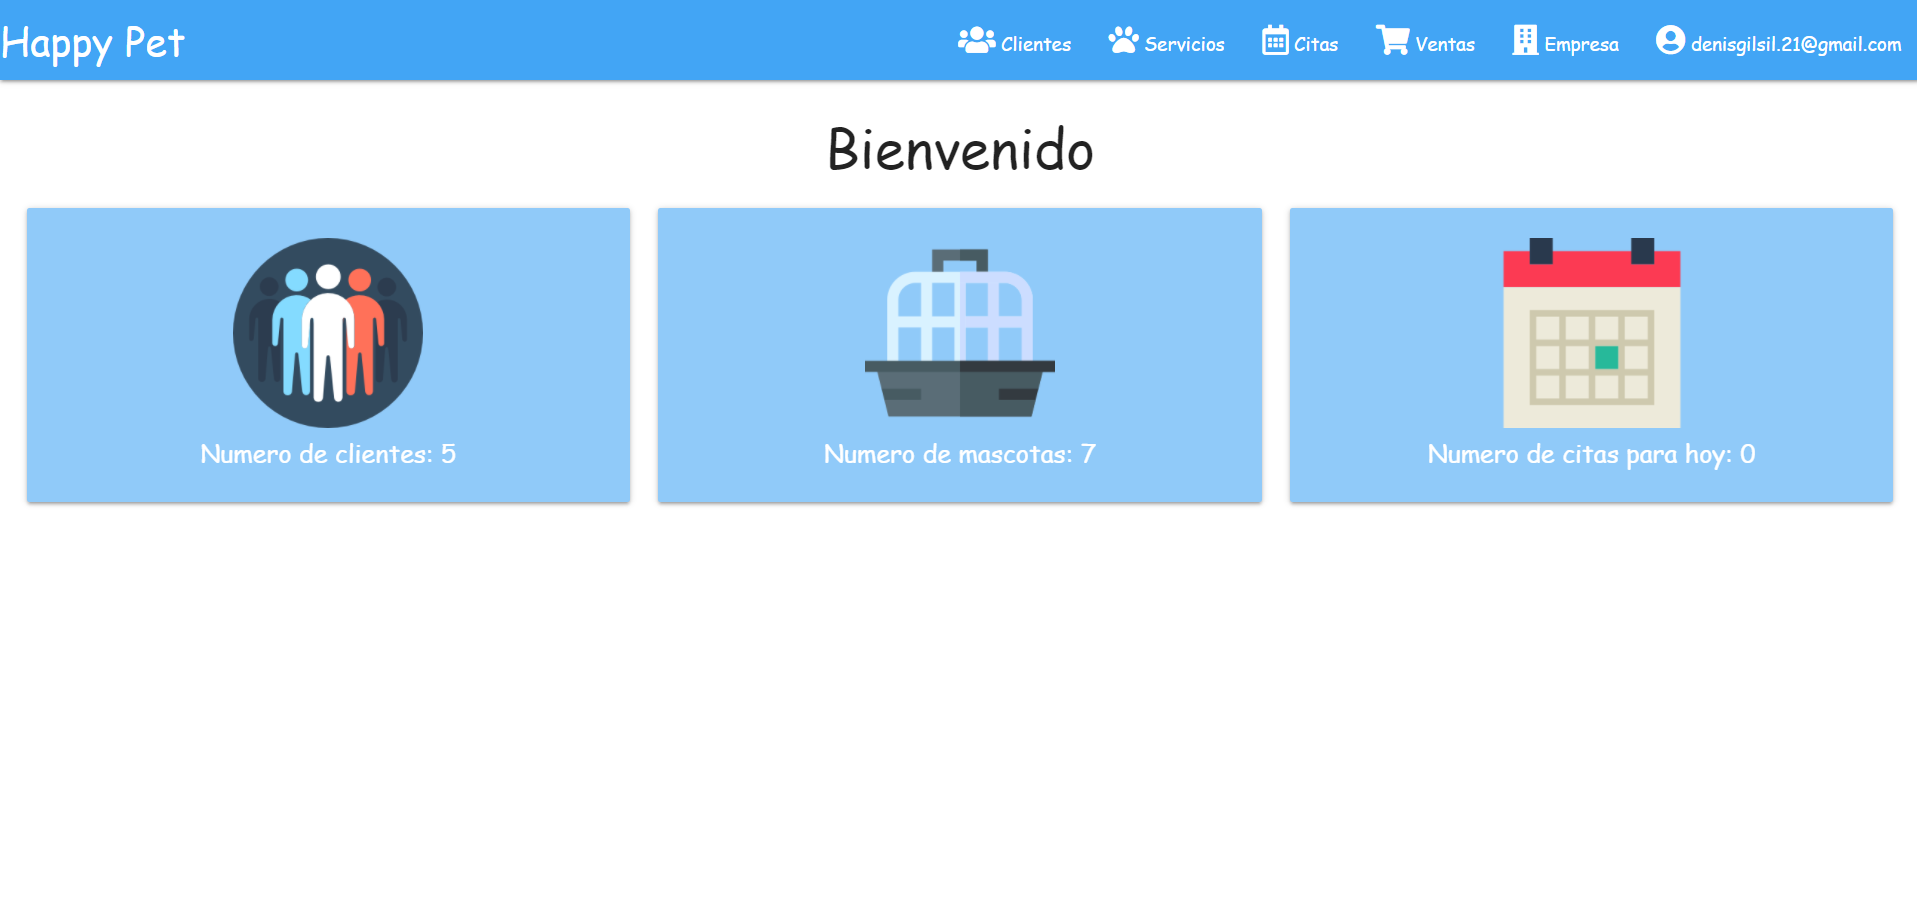 Happy Pet
Clientes
Servicios
Citas
Ventas
Empresa
denisgilsil.21@gmail.com
Bienvenido
Numero de clientes: 5
Numero de mascotas: 7
Numero de citas para hoy: 0